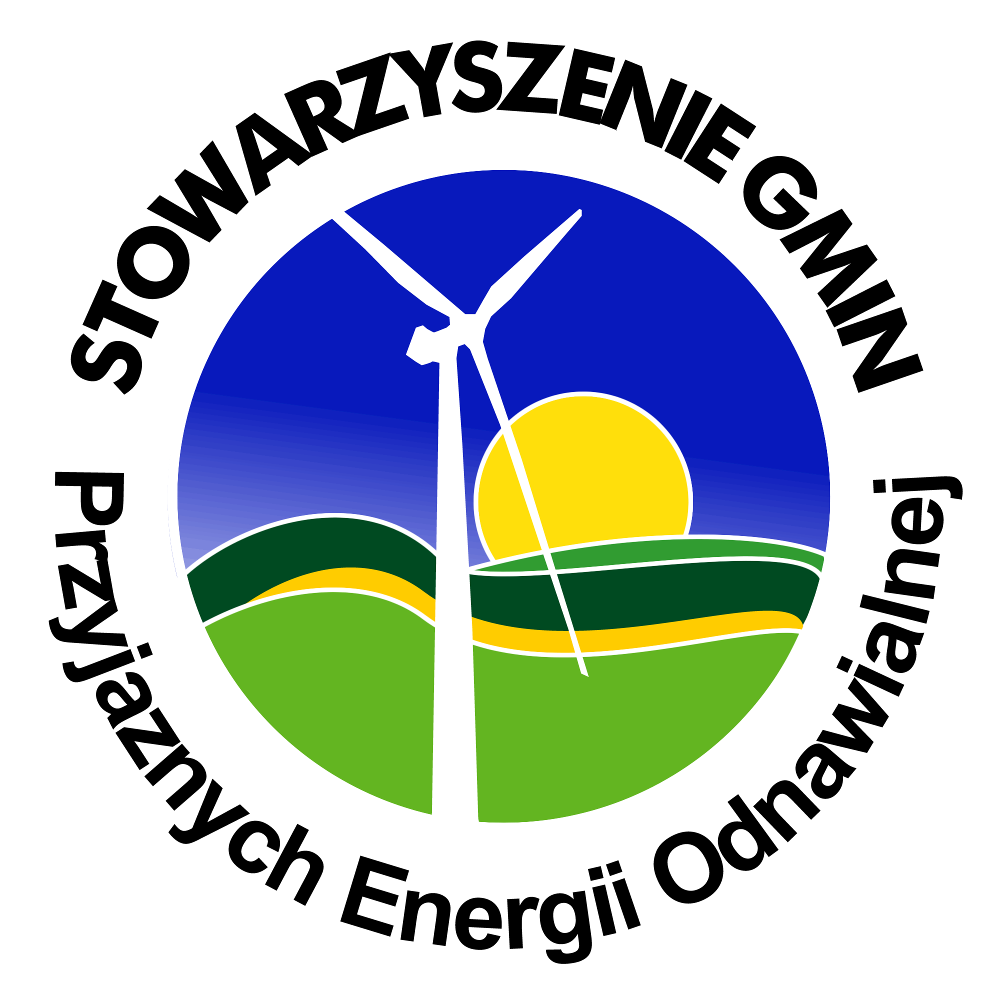 STOWARZYSZENIE GMIN
Przyjaznych Energii Odnawialnej